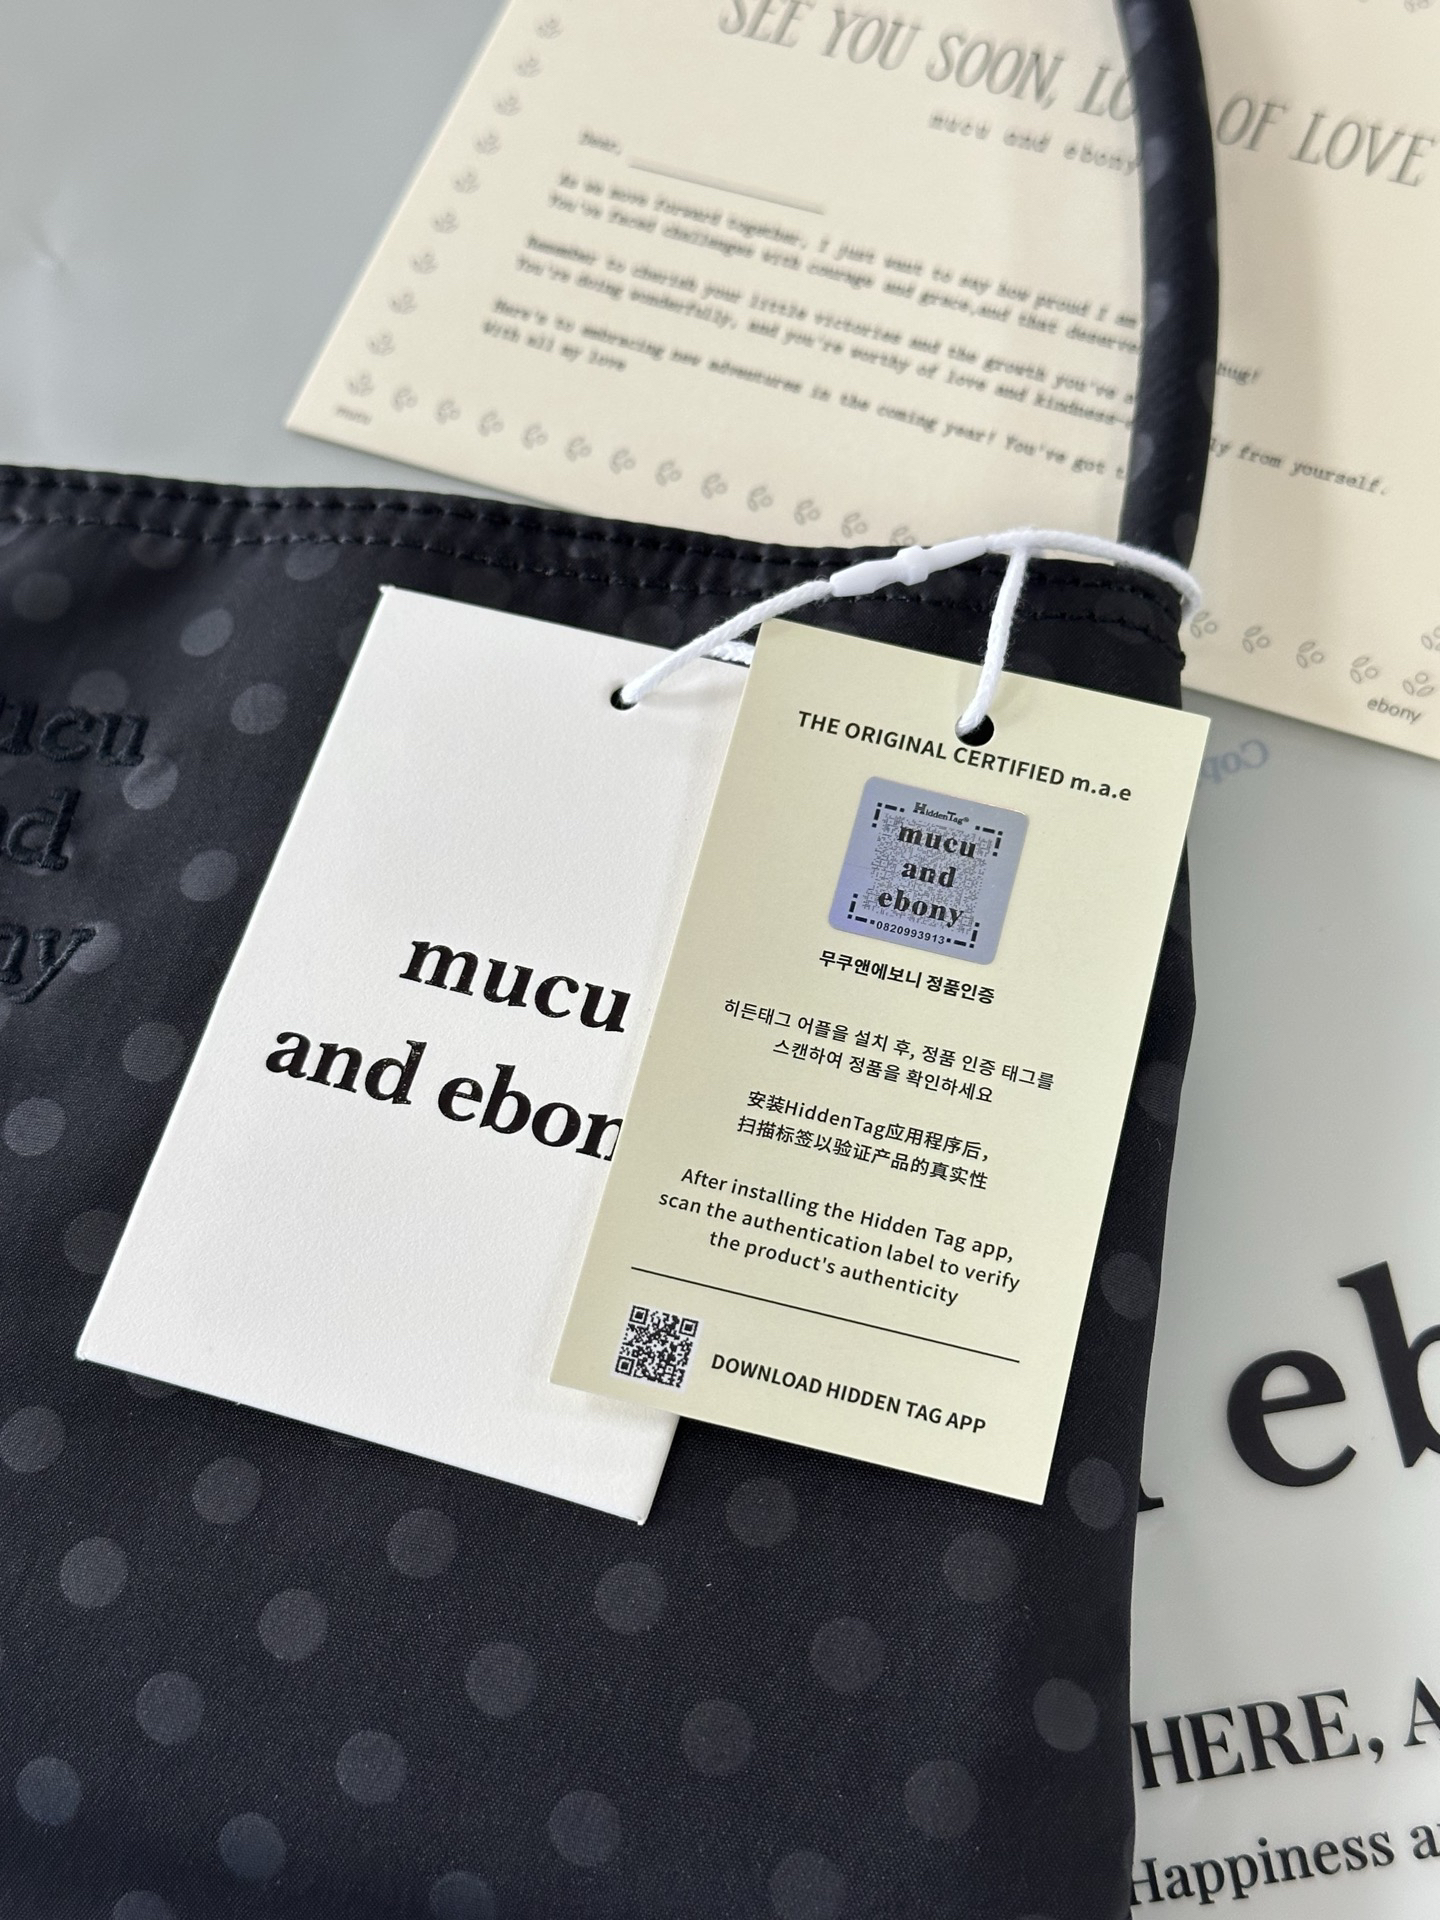 SEE YOU SOON, LO OF LOVE
mucu and ebony
Dear,
As we move forward together, I just want to say how proud I am
You've faced challenges with courage and grace,and that deserves hug!
Remember to cherish your little victories and the growth you've
You're doing wonderfully, and you're worthy of love and kindness- ly from yourself.
Here's to embracing new adventures in the coming year! You've got
With all my love
mucu
ebony
ucu
nd
ny
mucu
and ebon
THE ORIGINAL CERTIFIED m.a.e
HiddenTag®
mucu
and
ebony
0820993913
무쿠앤에보니 정품인증
히든태그 어플을 설치 후, 정품 인증 태그를
스캔하여 정품을 확인하세요
安装HiddenTag应用程序后，
扫描标签以验证产品的真实性
After installing the Hidden Tag app,
scan the authentication label to verify
the product's authenticity
DOWNLOAD HIDDEN TAG APP
eb
HERE, A
Happiness a